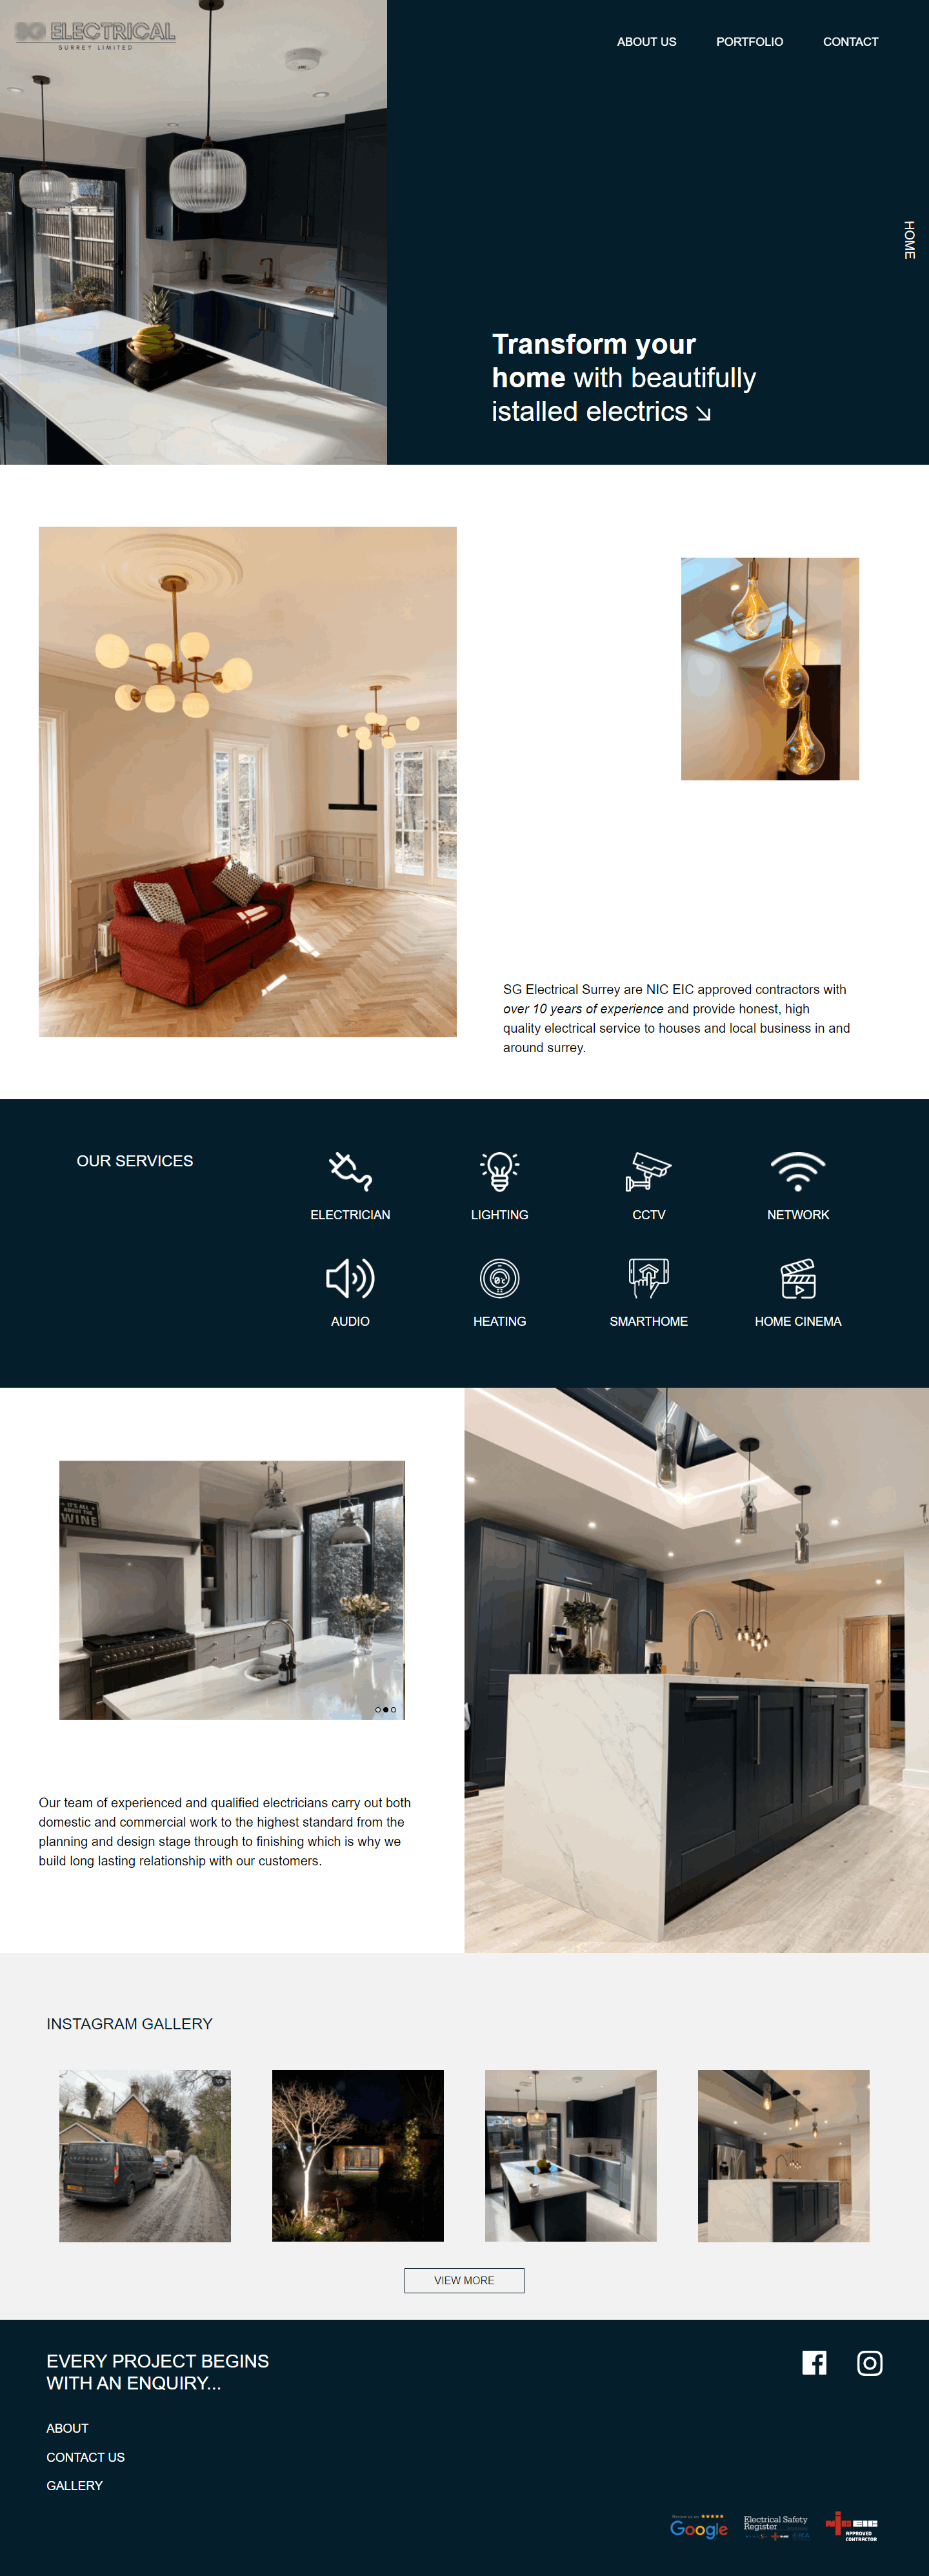 SG ELECTRICAL
SURREY LIMITED
ABOUT US
PORTFOLIO
CONTACT
HOME
Transform your
home with beautifully
istalled electrics ↘
SG Electrical Surrey are NIC EIC approved contractors with
over 10 years of experience and provide honest, high
quality electrical service to houses and local business in and
around surrey.
OUR SERVICES
ELECTRICIAN
LIGHTING
CCTV
NETWORK
AUDIO
HEATING
SMARTHOME
HOME CINEMA
IT'S ALL
ABOUT THE
WINE
Our team of experienced and qualified electricians carry out both
domestic and commercial work to the highest standard from the
planning and design stage through to finishing which is why we
build long lasting relationship with our customers.
INSTAGRAM GALLERY
VIEW MORE
EVERY PROJECT BEGINS
WITH AN ENQUIRY...
ABOUT
CONTACT US
GALLERY
Google
Electrical Safety
Register
NICEIC
APPROVED
CONTRACTOR